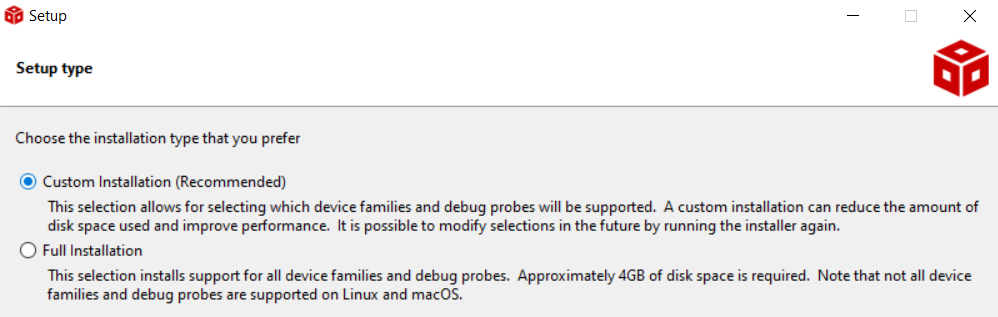 Setup
Setup type
Choose the installation type that you prefer
Custom Installation (Recommended)
This selection allows for selecting which device families and debug probes will be supported.  A custom installation can reduce the amount of
disk space used and improve performance.  It is possible to modify selections in the future by running the installer again.
Full Installation
This selection installs support for all device families and debug probes.  Approximately 4GB of disk space is required.  Note that not all device
families and debug probes are supported on Linux and macOS.